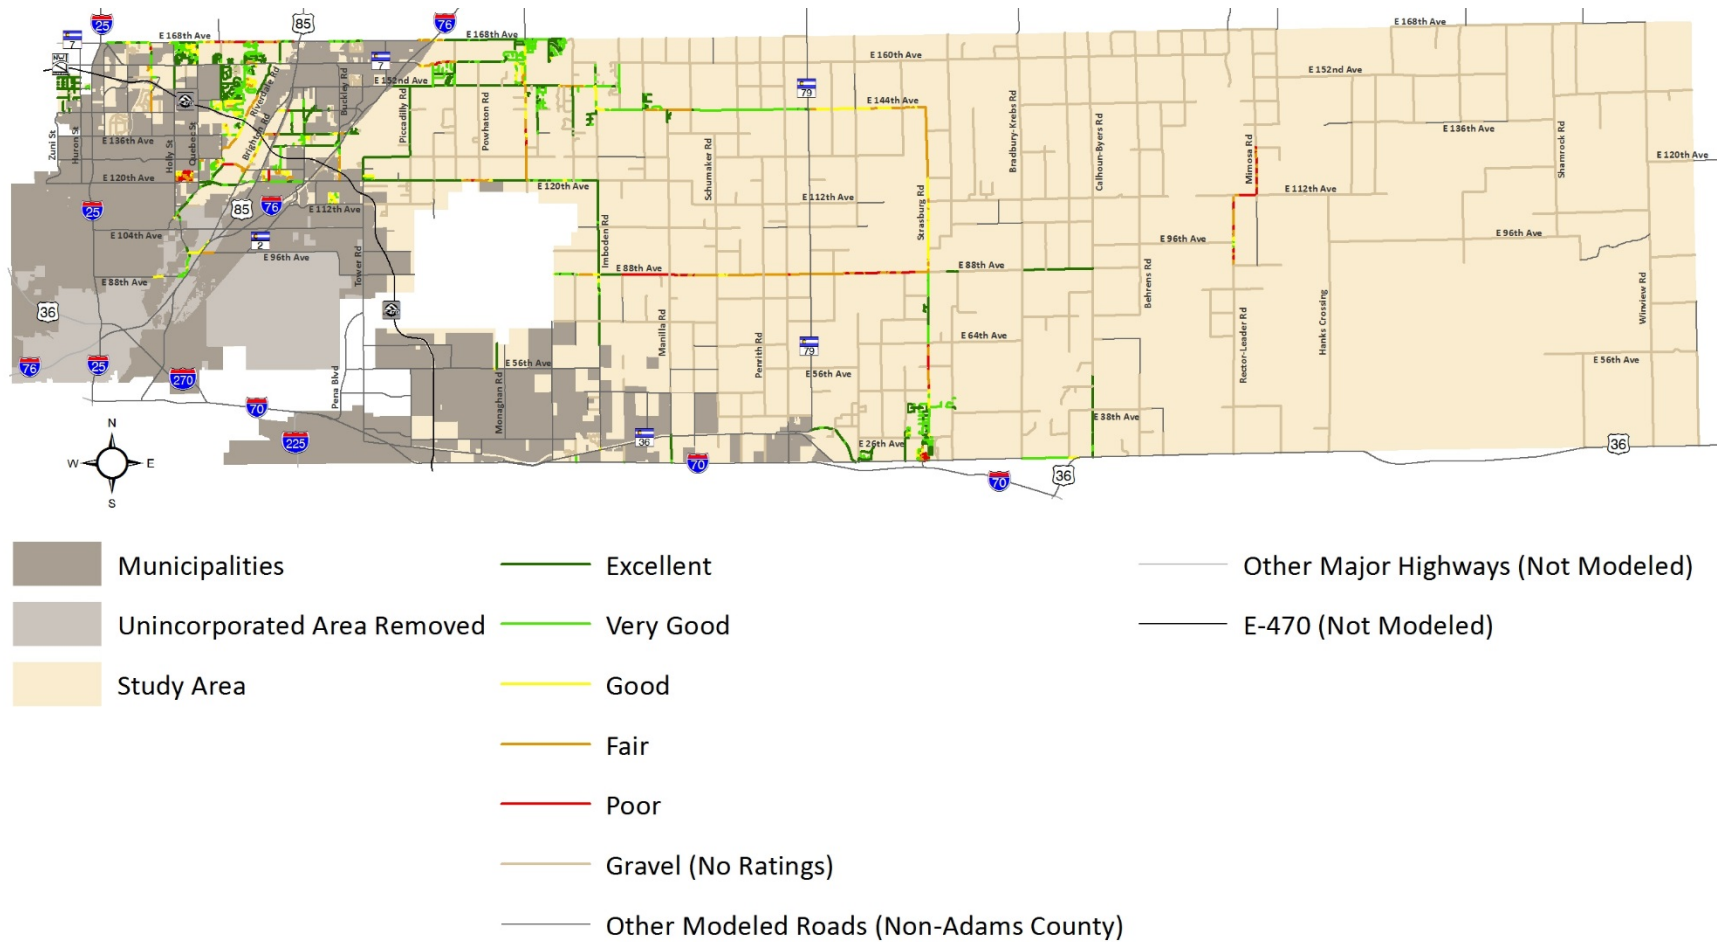 25
85
76
7
E 168th Ave
E 168th Ave
E 168th Ave
7
E 160th Ave
E 152nd Ave
E 152nd Ave
79
Riverdale Rd
Buckley Rd
Piccadilly Rd
Powhaton Rd
E 144th Ave
Bradbury-Krebs Rd
Calhoun-Byers Rd
Zuni St
Huron St
E 136th Ave
Holly St
Quebec St
Brighton Rd
E 136th Ave
Mimosa Rd
Shamrock Rd
E 120th Ave
E 120th Ave
E 120th Ave
Schumaker Rd
E 112th Ave
E 112th Ave
E 112th Ave
25
85
76
Strasburg Rd
E 104th Ave
2
E 96th Ave
E 96th Ave
E 96th Ave
Imboden Rd
Tower Rd
E 88th Ave
E 88th Ave
E 88th Ave
Behrens Rd
Winview Rd
36
Manilla Rd
E 64th Ave
Rector-Leader Rd
Hanks Crossing
79
Penrith Rd
76
25
270
Pena Blvd
E 56th Ave
E 56th Ave
E 56th Ave
Monaghan Rd
70
225
36
E 38th Ave
E 26th Ave
36
70
70
36
N
W
E
S
Municipalities
Unincorporated Area Removed
Study Area
Excellent
Very Good
Good
Fair
Poor
Gravel (No Ratings)
Other Modeled Roads (Non-Adams County)
Other Major Highways (Not Modeled)
E-470 (Not Modeled)